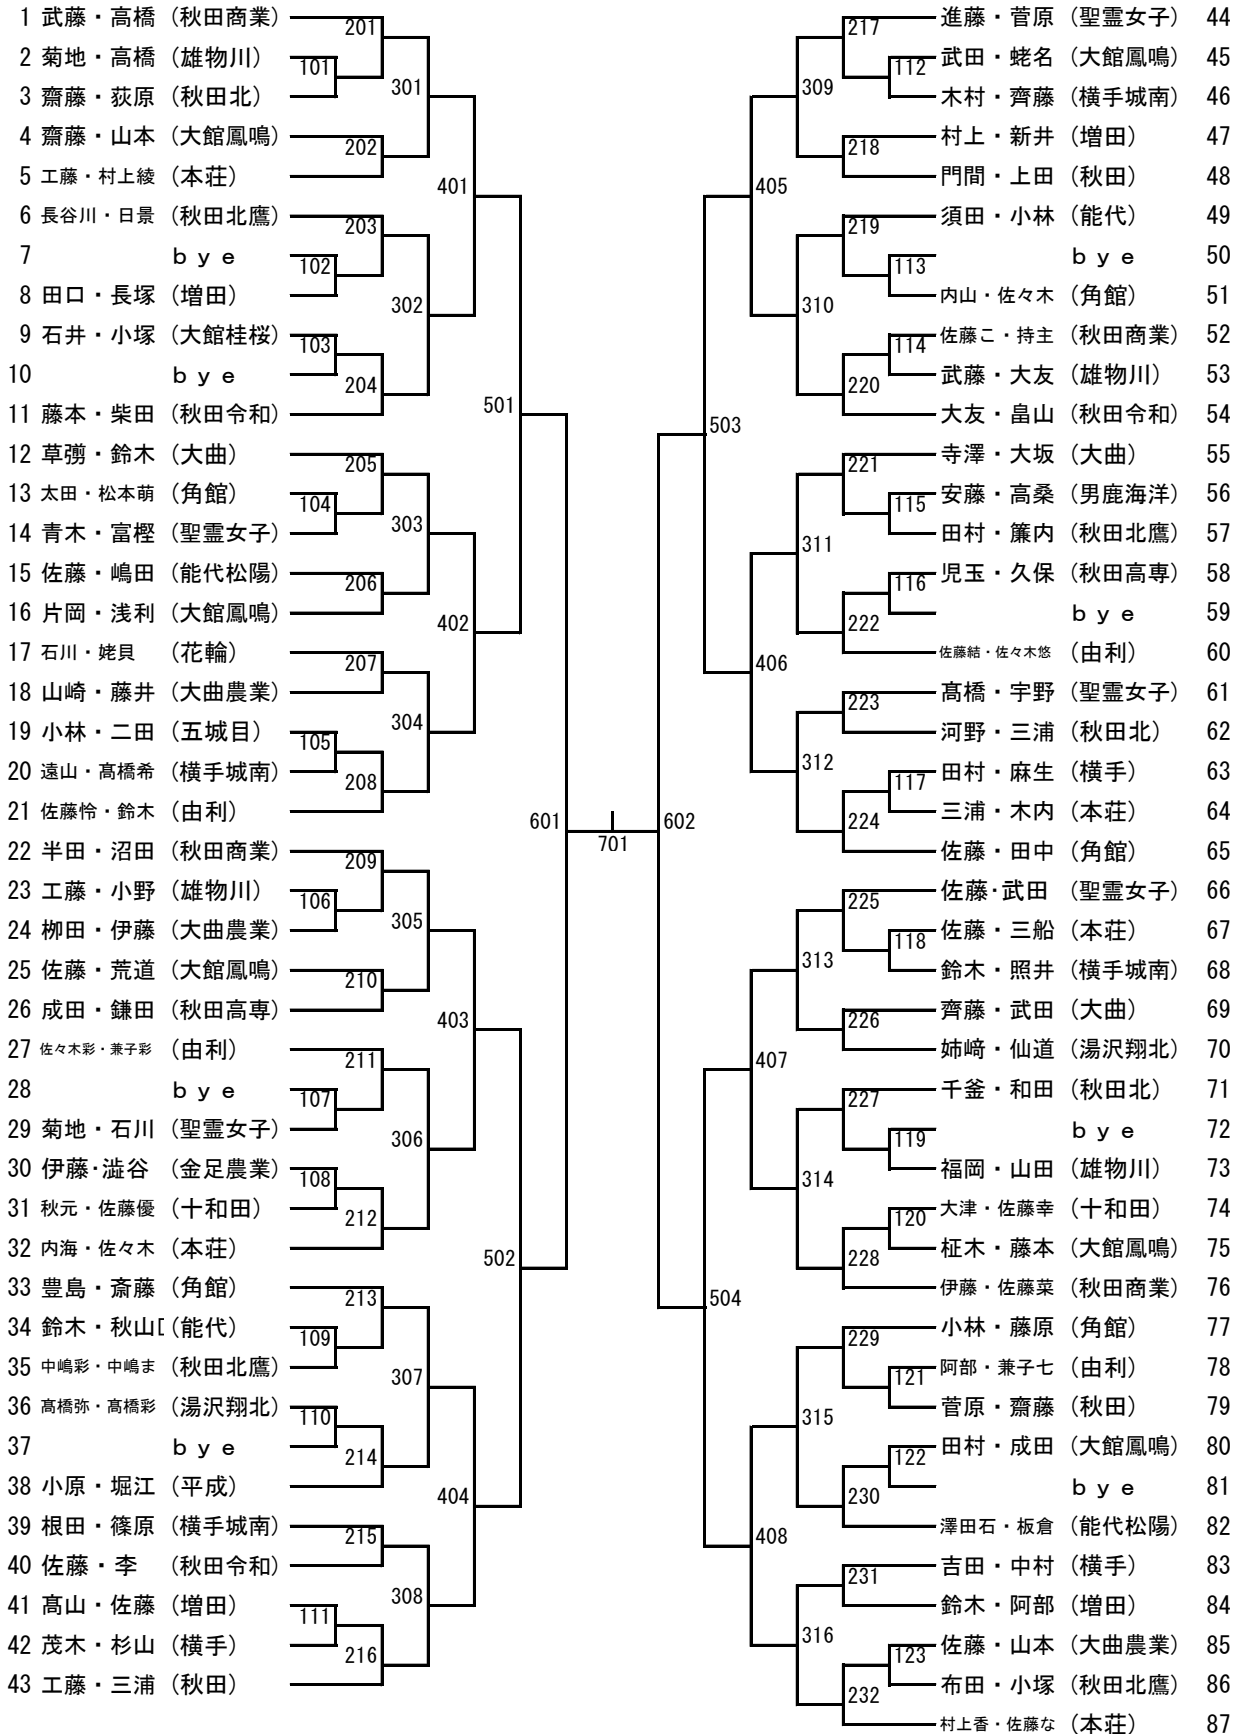 1 武藤・高橋 (秋田商業)
2 菊地・高橋 (雄物川)
3 齋藤・荻原 (秋田北)
4 齋藤・山本 (大館鳳鳴)
5 工藤・村上綾 (本荘)
6 長谷川・日景 (秋田北鷹)
7 ｂｙｅ
8 田口・長塚 (増田)
9 石井・小塚 (大館桂桜)
10 ｂｙｅ
11 藤本・柴田 (秋田令和)
12 草彅・鈴木 (大曲)
13 太田・松本萌 (角館)
14 青木・富樫 (聖霊女子)
15 佐藤・嶋田 (能代松陽)
16 片岡・浅利 (大館鳳鳴)
17 石川・姥貝 (花輪)
18 山崎・藤井 (大曲農業)
19 小林・二田 (五城目)
20 遠山・髙橋希 (横手城南)
21 佐藤怜・鈴木 (由利)
22 半田・沼田 (秋田商業)
23 工藤・小野 (雄物川)
24 栁田・伊藤 (大曲農業)
25 佐藤・荒道 (大館鳳鳴)
26 成田・鎌田 (秋田高専)
27 佐々木彩・兼子彩 (由利)
28 ｂｙｅ
29 菊地・石川 (聖霊女子)
30 伊藤・澁谷 (金足農業)
31 秋元・佐藤優 (十和田)
32 内海・佐々木 (本荘)
33 豊島・斎藤 (角館)
34 鈴木・秋山 (能代)
35 中嶋彩・中嶋ま (秋田北鷹)
36 髙橋弥・髙橋彩 (湯沢翔北)
37 ｂｙｅ
38 小原・堀江 (平成)
39 根田・篠原 (横手城南)
40 佐藤・李 (秋田令和)
41 髙山・佐藤 (増田)
42 茂木・杉山 (横手)
43 工藤・三浦 (秋田)
201
101
301
202
401
203
102
302
103
204
501
205
104
303
206
402
207
304
105
208
601
209
106
305
210
403
211
107
306
108
212
502
213
109
307
110
214
404
215
308
111
216
701
602
217
112
309
218
405
219
113
310
114
220
503
221
115
311
116
222
406
223
312
117
224
225
118
313
226
407
227
119
314
120
228
504
229
121
315
122
230
408
231
316
123
232
進藤・菅原 (聖霊女子) 44
武田・蛯名 (大館鳳鳴) 45
木村・齊藤 (横手城南) 46
村上・新井 (増田) 47
門間・上田 (秋田) 48
須田・小林 (能代) 49
ｂｙｅ 50
内山・佐々木 (角館) 51
佐藤こ・持主 (秋田商業) 52
武藤・大友 (雄物川) 53
大友・畠山 (秋田令和) 54
寺澤・大坂 (大曲) 55
安藤・高桑 (男鹿海洋) 56
田村・簾内 (秋田北鷹) 57
児玉・久保 (秋田高専) 58
ｂｙｅ 59
佐藤結・佐々木悠 (由利) 60
髙橋・宇野 (聖霊女子) 61
河野・三浦 (秋田北) 62
田村・麻生 (横手) 63
三浦・木内 (本荘) 64
佐藤・田中 (角館) 65
佐藤・武田 (聖霊女子) 66
佐藤・三船 (本荘) 67
鈴木・照井 (横手城南) 68
齊藤・武田 (大曲) 69
姉﨑・仙道 (湯沢翔北) 70
千釜・和田 (秋田北) 71
ｂｙｅ 72
福岡・山田 (雄物川) 73
大津・佐藤幸 (十和田) 74
柾木・藤本 (大館鳳鳴) 75
伊藤・佐藤菜 (秋田商業) 76
小林・藤原 (角館) 77
阿部・兼子七 (由利) 78
菅原・齋藤 (秋田) 79
田村・成田 (大館鳳鳴) 80
ｂｙｅ 81
澤田石・板倉 (能代松陽) 82
吉田・中村 (横手) 83
鈴木・阿部 (増田) 84
佐藤・山本 (大曲農業) 85
布田・小塚 (秋田北鷹) 86
村上香・佐藤な (本荘) 87